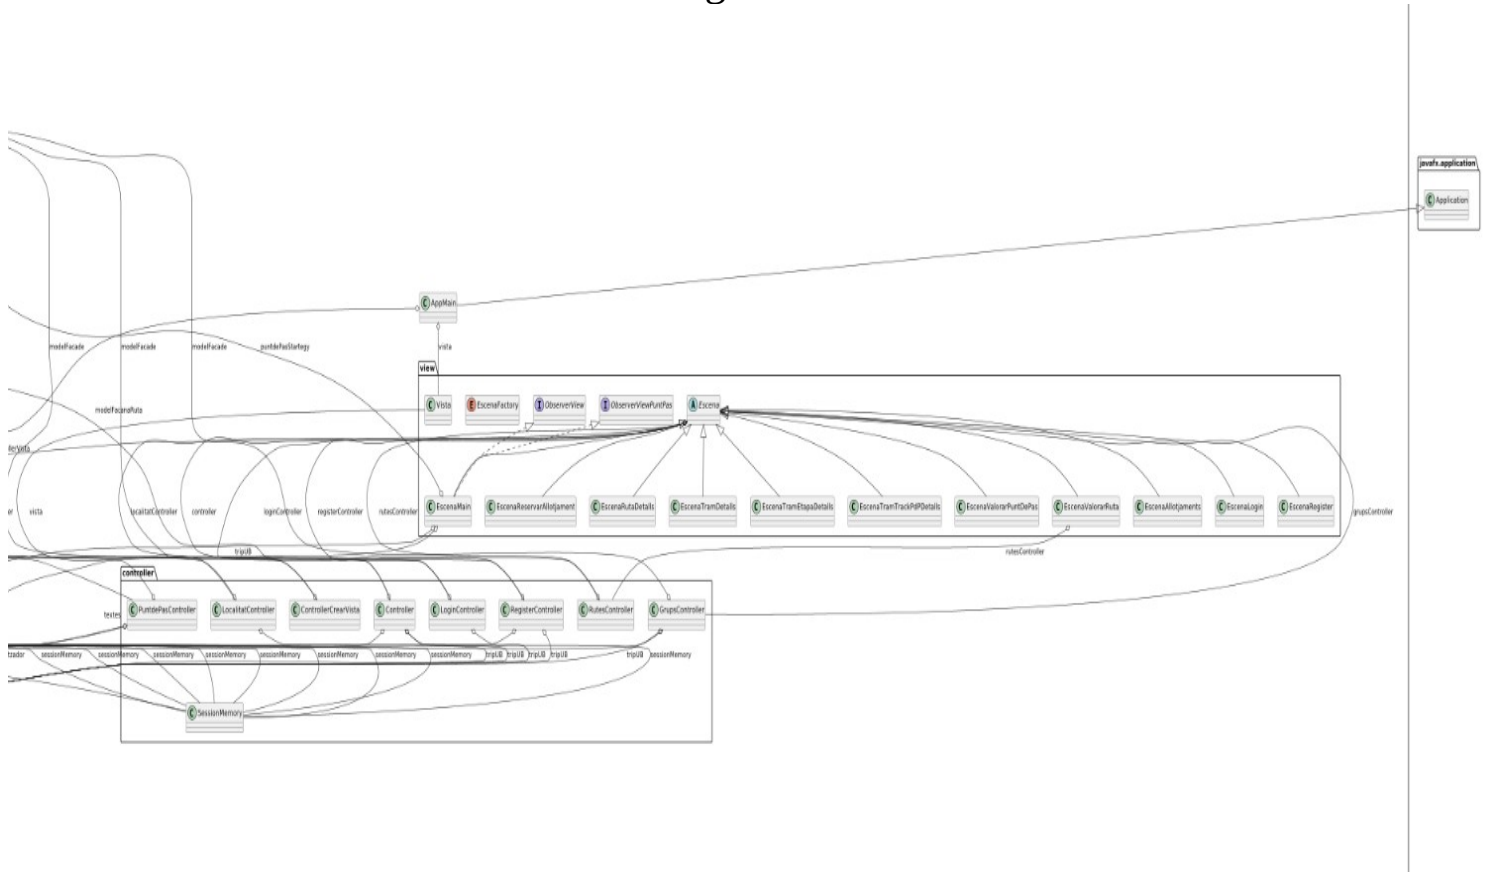 javafx.application
Application
AppMain
modelFacade
modelFacade
modelFacade
puntdePasStartegy
vista
view
Vista
EscenaFactory
ObserverView
ObserverViewPuntPas
Escena
modelFacanaRuta
EscenaMain
EscenaReservarAllotjament
EscenaRutaDetails
EscenaTramDetails
EscenaTramEtapaDetails
EscenaTramTrackPdPDetails
EscenaValorarPuntDePas
EscenaValorarRuta
EscenaAllotjaments
EscenaLogin
EscenaRegister
vista
localitatController
controller
loginController
registerController
rutesController
grupsController
tripUB
rutesController
controller
PuntdePasController
LocalitatController
ControllerCrearVista
Controller
LoginController
RegisterController
RutesController
GrupsController
textes
sessionMemory
sessionMemory
sessionMemory
sessionMemory
sessionMemory
sessionMemory
sessionMemory
sessionMemory
tripUB
tripUB
tripUB
tripUB
tripUB
sessionMemory
SessionMemory